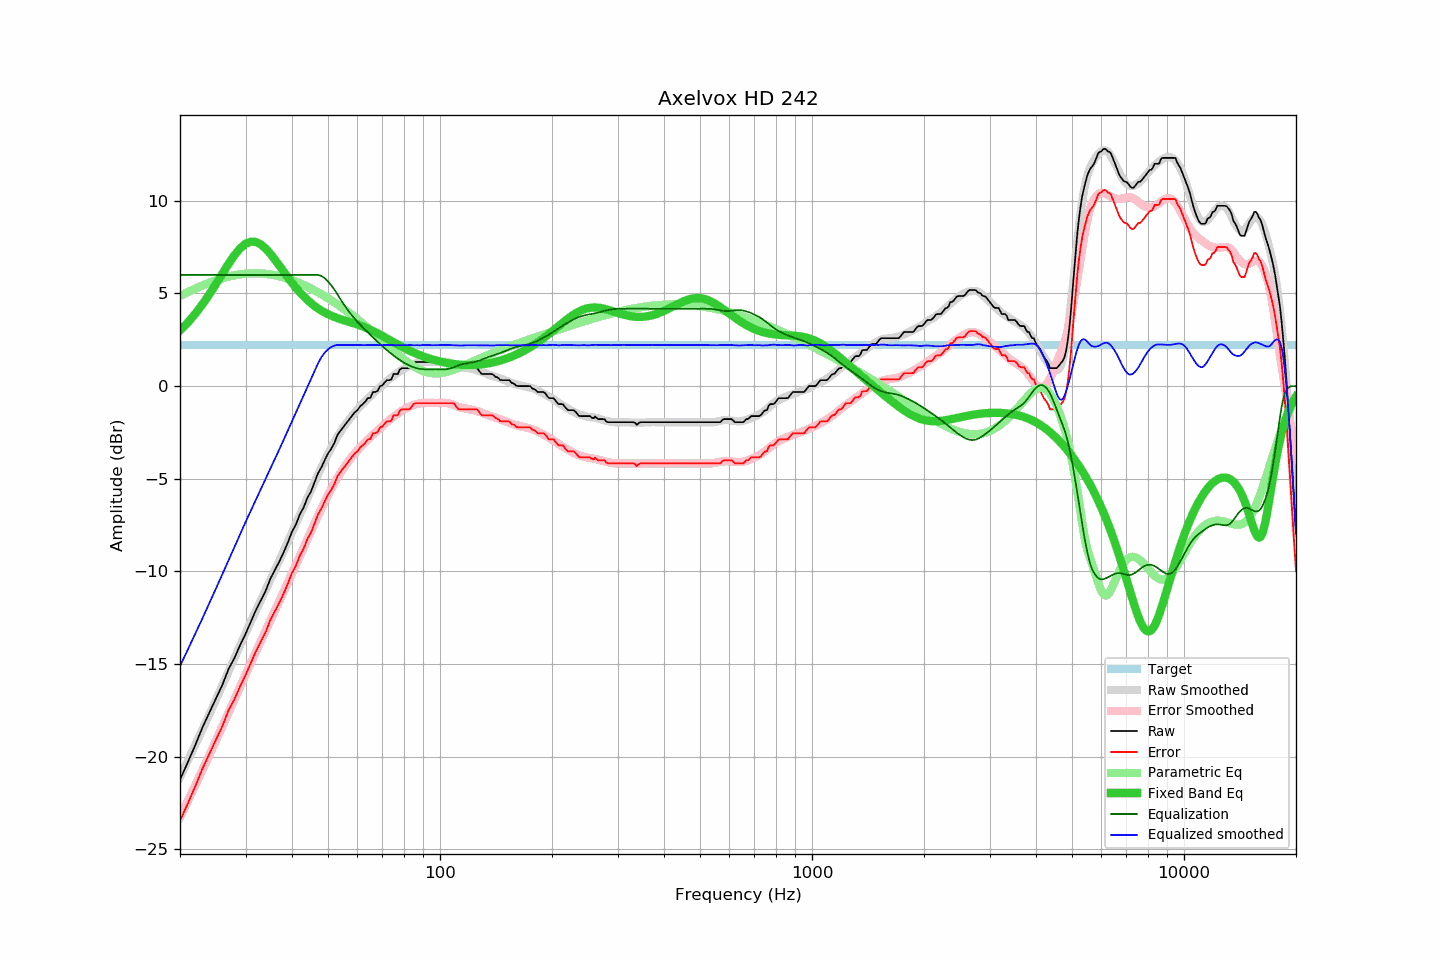 Axelvox HD 242
Amplitude (dBr)
10
5
0
−5
−10
−15
−20
−25
100
1000
10000
Frequency (Hz)
Target
Raw Smoothed
Error Smoothed
Raw
Error
Parametric Eq
Fixed Band Eq
Equalization
Equalized smoothed